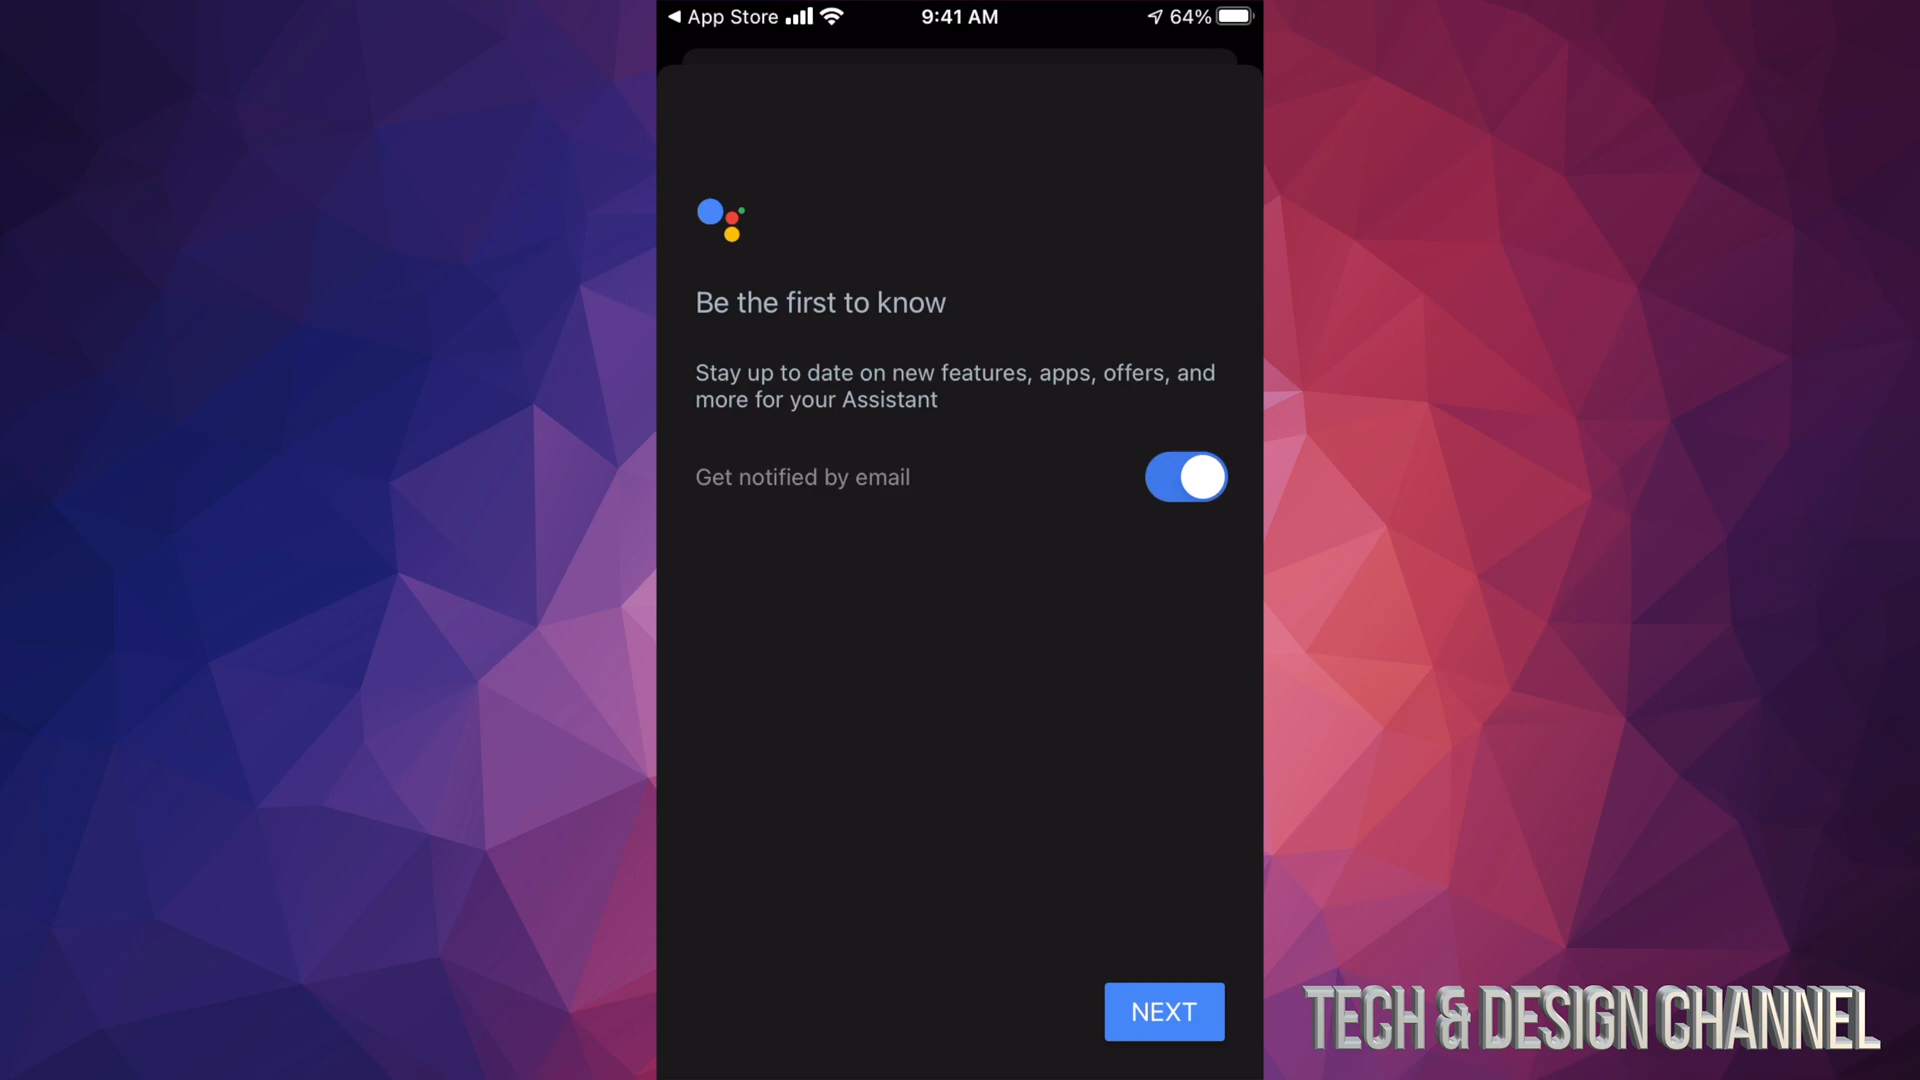 App Store
9:41 AM
64%
Be the first to know
Stay up to date on new features, apps, offers, and
more for your Assistant
Get notified by email
NEXT
TECH & DESIGN CHANNEL